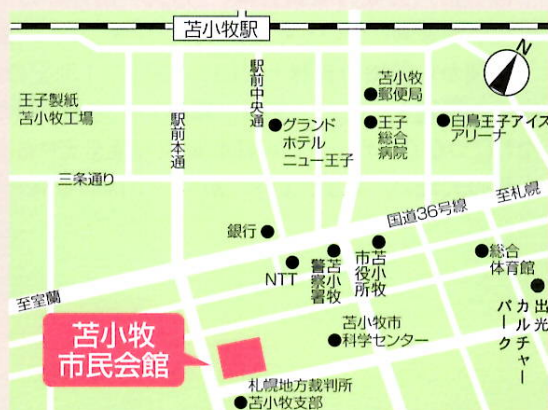 苫小牧駅
N
王子製紙
苫小牧工場
駅前本通
駅前中央通
グランド
ホテル
ニュー王子
苫小牧
郵便局
王子
総合
病院
白鳥王子アイス
アリーナ
三条通り
国道36号線
至札幌
銀行
NTT
苫小牧
警察署
苫小牧
市役所
総合
体育館
出光
カルチャー
パーク
至室蘭
苫小牧
市民会館
苫小牧市
科学センター
札幌地方裁判所
苫小牧支部